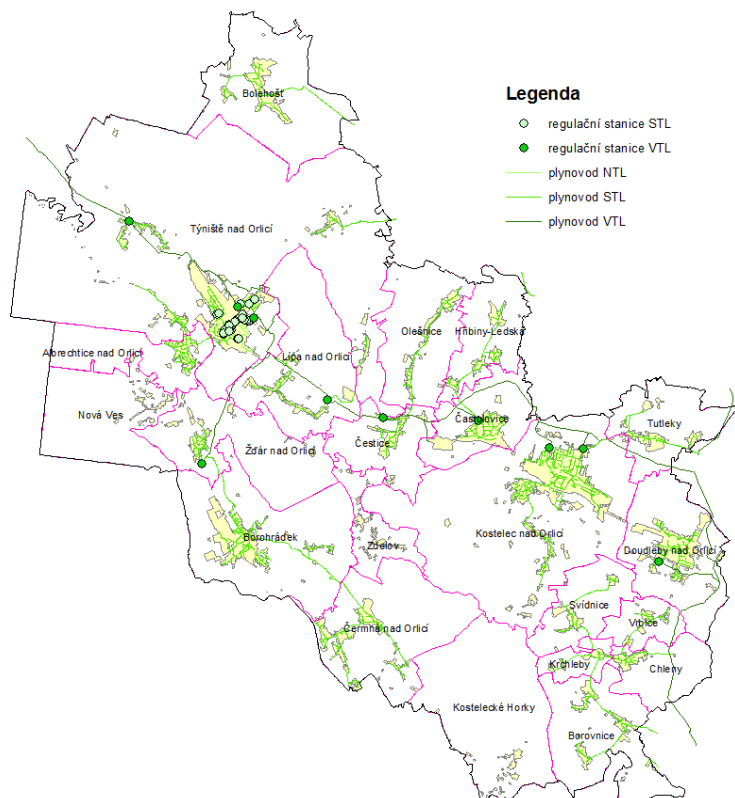 Bolehošť
Legenda
regulační stanice STL
regulační stanice VTL
plynovod NTL
plynovod STL
plynovod VTL
Týniště nad Orlicí
Olešnice
Hřibiny-Ledská
Albrechtice nad Orlicí
Lípa nad Orlicí
Nová Ves
Častolovice
Tutleky
Čestice
Žďár nad Orlicí
Borohrádek
Kostelec nad Orlicí
Zdelov
Doudleby nad Orlicí
Svídnice
Vrbice
Čermná nad Orlicí
Krchleby
Chleny
Kostelecké Horky
Borovnice